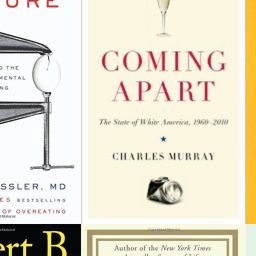 COMING
APART
The State of White America, 1960–2010
CHARLES MURRAY
O THE
MENTAL
NG
SSLER, MD
ES BESTSELLING
OF OVEREATING
ert B
Author of the New York Times